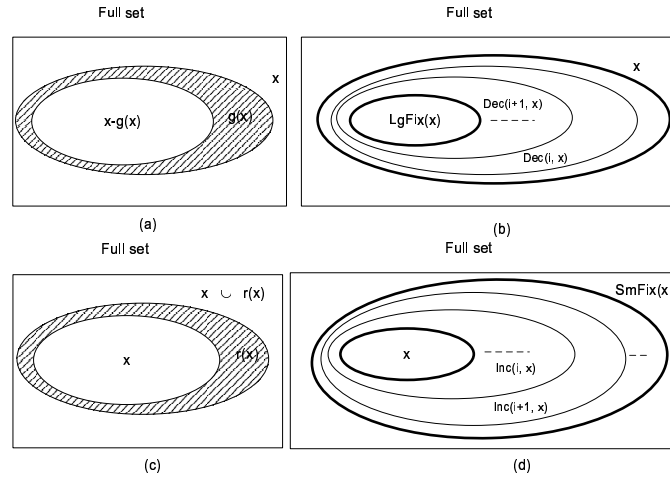 Full set
Full set
x
x-g(x)
g(x)
x
Dec(i+1, x)
LgFix(x)
Dec(i, x)
(a)
(b)
Full set
Full set
x ∪ r(x)
x
r(x)
SmFix(x
x
Inc(i, x)
Inc(i+1, x)
(c)
(d)